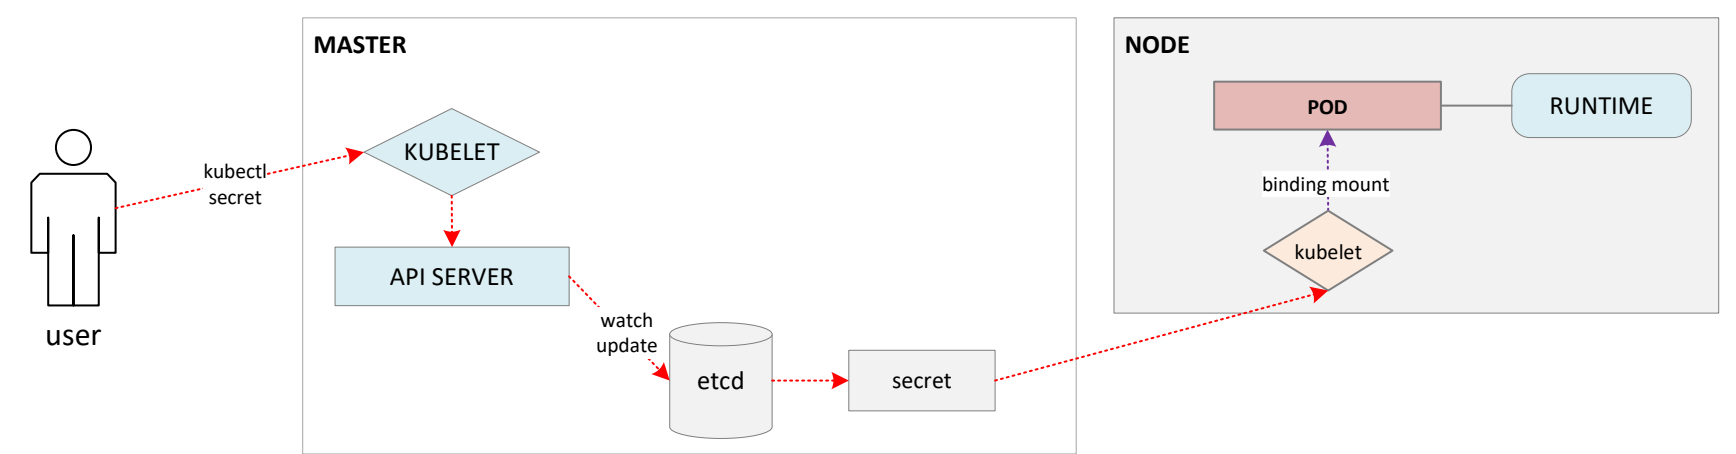 MASTER
NODE
POD
RUNTIME
KUBELET
kubectl
secret
binding mount
kubelet
API SERVER
user
watch
update
etcd
secret